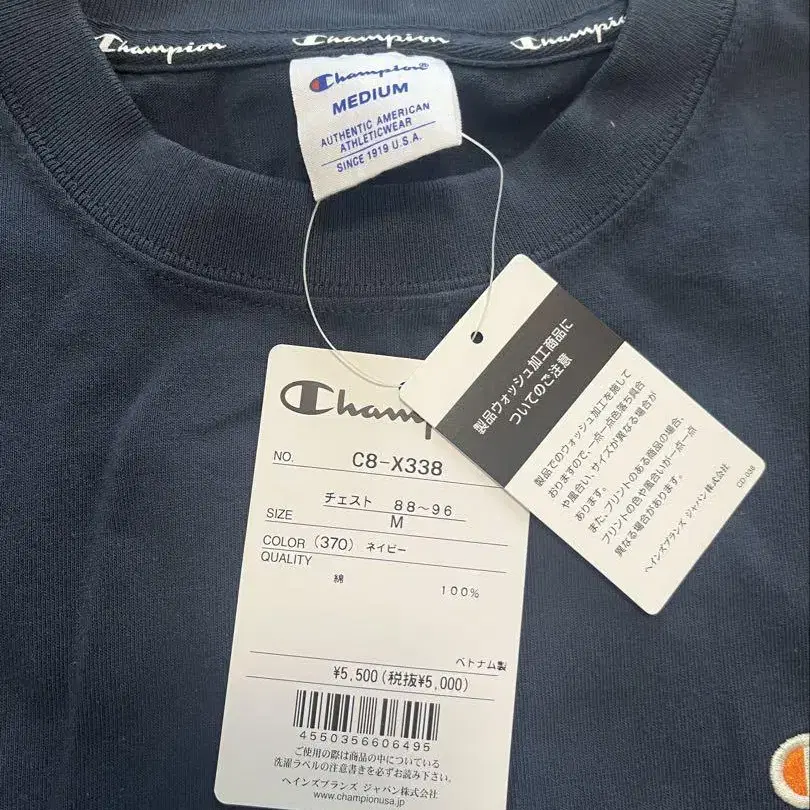 Champion
Champion
Champion
Champion®
MEDIUM
AUTHENTIC AMERICAN
ATHLETICWEAR
SINCE 1919 U.S.A.
製品ウォッシュ加工商品に
ついてのご注意
製品でのウォッシュ加工を施して
おりますので、一点一点色落ち具合
や風合い、サイズが異なる場合が
あります。
また、プリントのある商品の場合、
プリントの色や風合いが一点一点
異なる場合があります。
ヘインズブランズ ジャパン株式会社
CD-036
Champ
NO. C8-X338
チェスト 88~96
SIZE M
COLOR (370) ネイビー
QUALITY
綿 100%
ベトナム製
¥5,500(税抜¥5,000)
4550356606495
ご使用の際は商品の中についている
洗濯ラベルの注意書きを必ずお読み下さい。
ヘインズブランズ ジャパン株式会社
www.championusa.jp